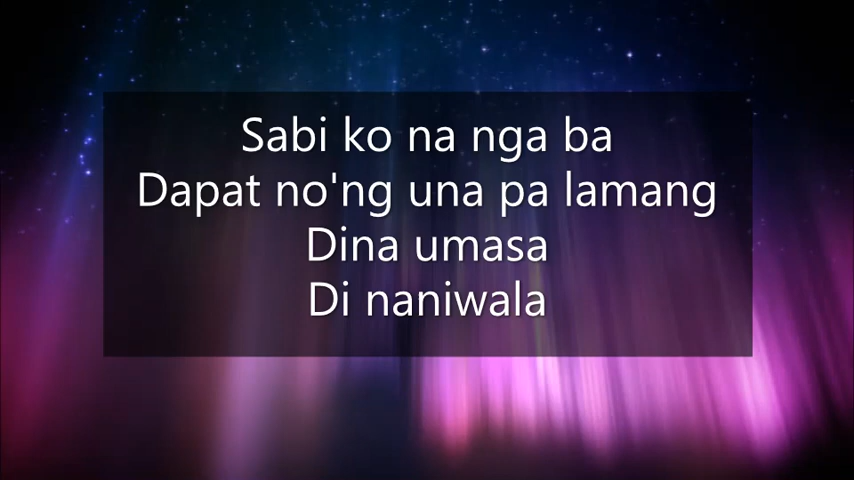 Sabi ko na nga ba
Dapat no'ng una pa lamang
Dina umasa
Di naniwala